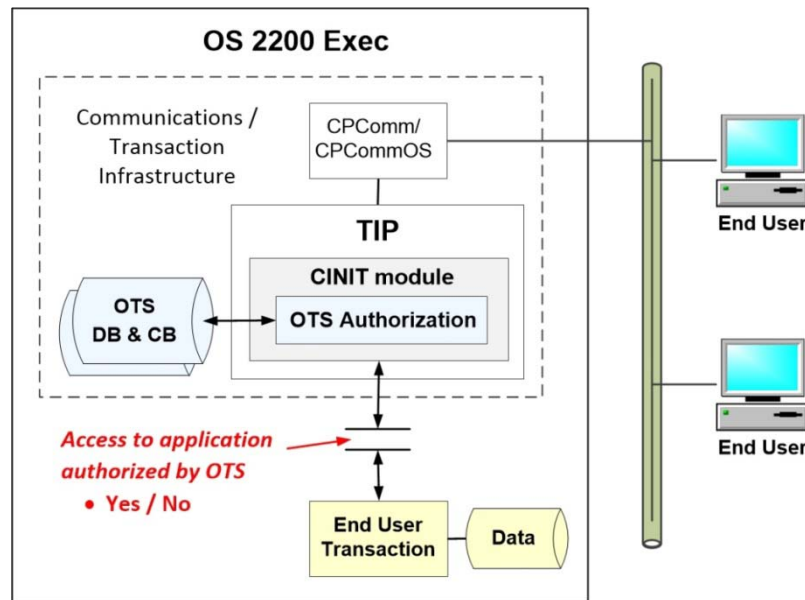 OS 2200 Exec
Communications /
Transaction
Infrastructure
CPComm/
CPCommOS
TIP
CINIT module
OTS Authorization
OTS
DB & CB
Access to application
authorized by OTS
• Yes / No
End User
Transaction
Data
End User
End User